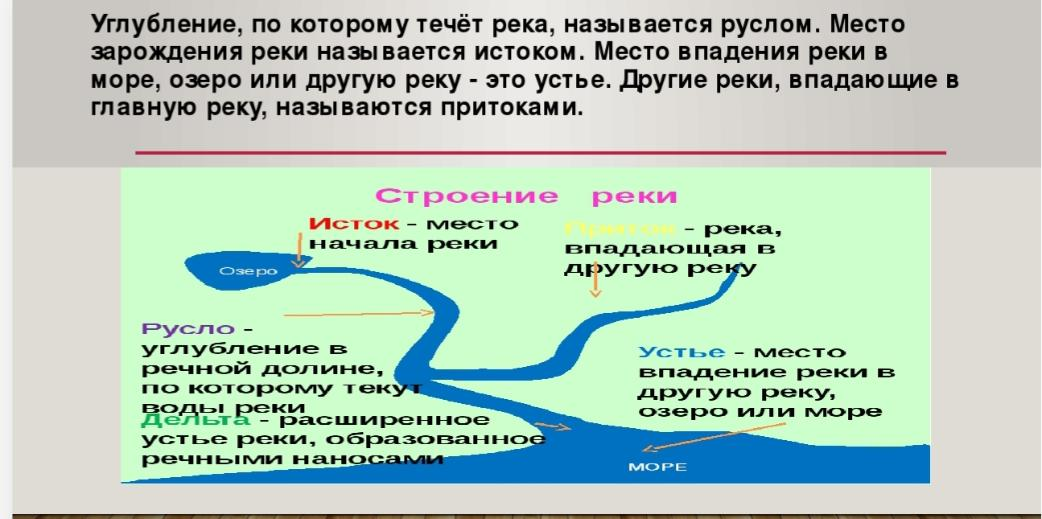 Углубление, по которому течёт река, называется руслом. Место
зарождения реки называется истоком. Место впадения реки в
море, озеро или другую реку - это устье. Другие реки, впадающие в
главную реку, называются притоками.
Строение реки
Исток - место
начала реки
Приток - река,
впадающая в
другую реку
Озеро
Русло -
углубление в
речной долине,
по которому текут
воды реки
Устье - место
впадение реки в
другую реку,
озеро или море
Дельта - расширенное
устье реки, образованное
речными наносами
МОРЕ